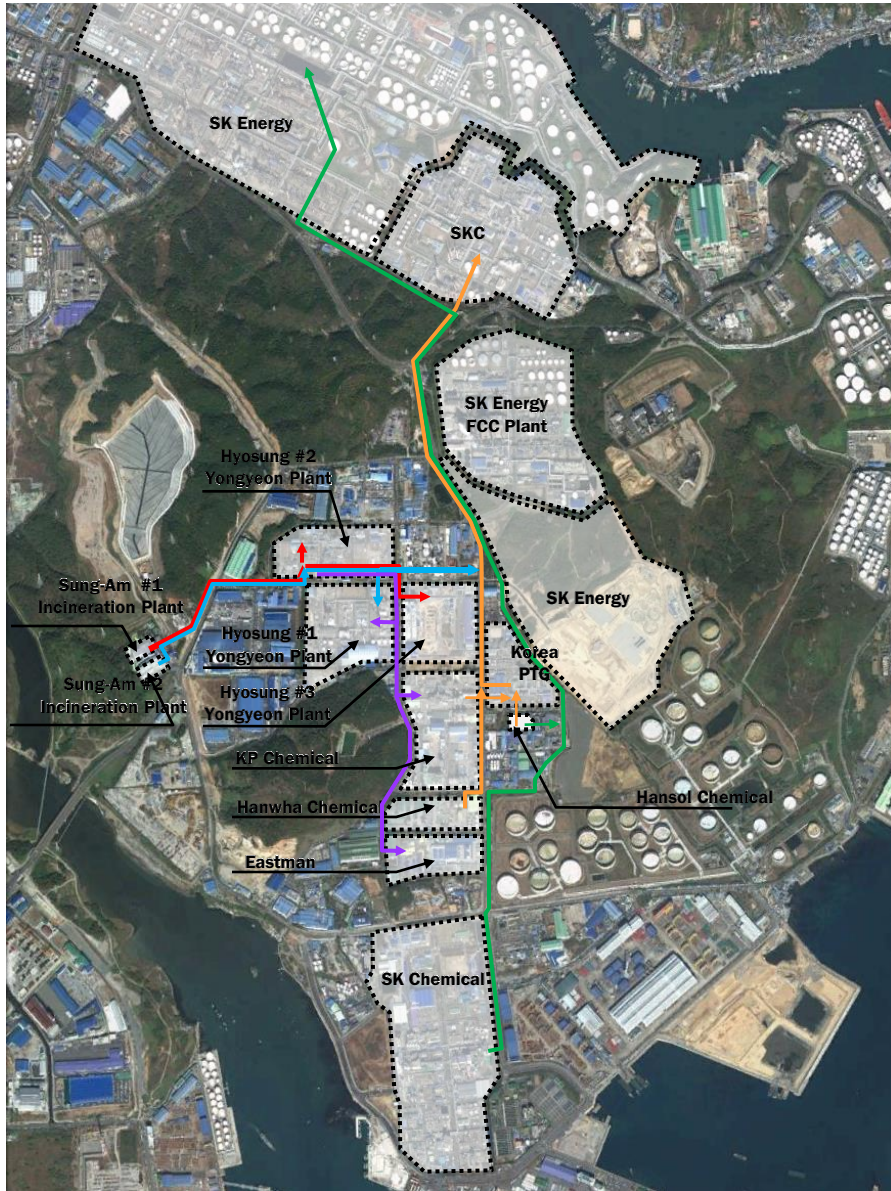 SK Energy
SKC
SK Energy
FCC Plant
Hyosung #2
Yongyeon Plant
Sung-Am #1
Incineration Plant
SK Energy
Hyosung #1
Yongyeon Plant
Korea
PTG
Sung-Am #2
Incineration Plant
Hyosung #3
Yongyeon Plant
KP Chemical
Hansol Chemical
Hanwha Chemical
Eastman
SK Chemical